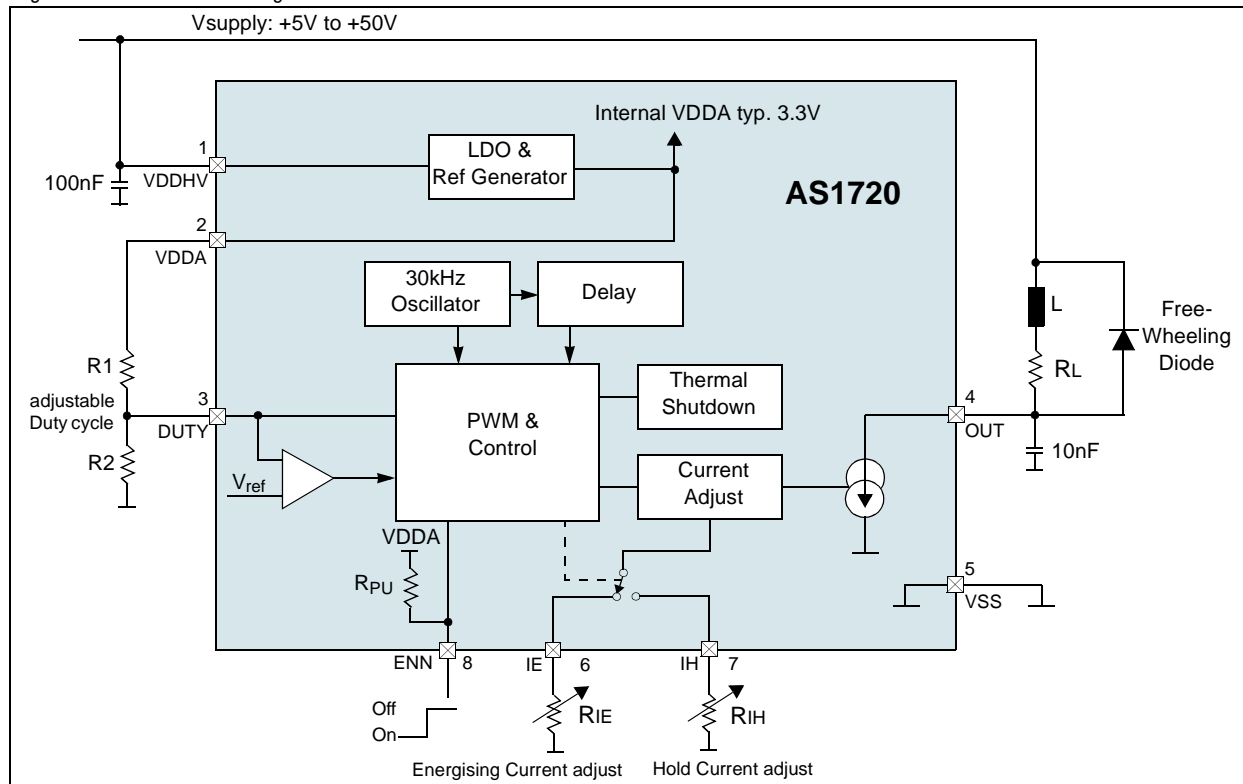 Vsupply: +5V to +50V
Internal VDDA typ. 3.3V
1
VDDHV
100nF
LDO &
Ref Generator
AS1720
2
VDDA
30kHz
Oscillator
Delay
L
RL
Free-
Wheeling
Diode
R1
adjustable
Duty cycle
3
DUTY
R2
PWM &
Control
Thermal
Shutdown
4
OUT
10nF
Vref
Current
Adjust
VDDA
RPU
5
VSS
ENN
8
IE
6
IH
7
Off
On
RIE
RIH
Energising Current adjust
Hold Current adjust